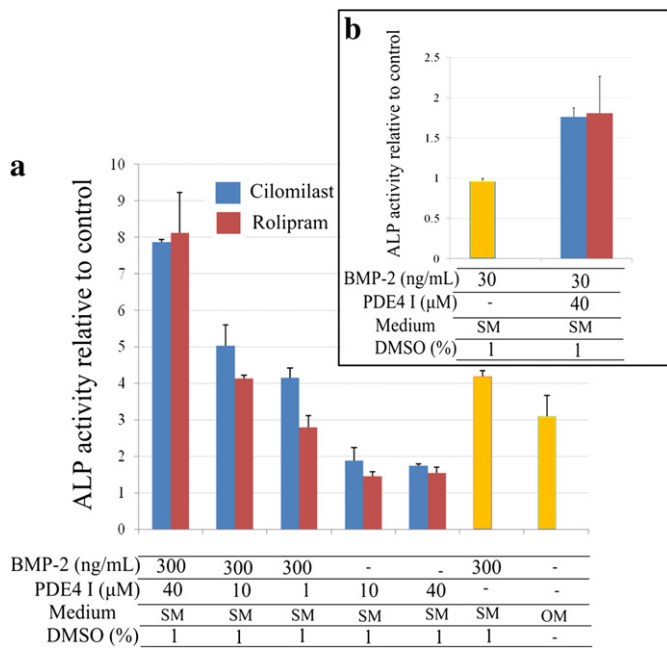 b
ALP activity relative to control
2.5
2
1.5
1
0.5
0
BMP-2 (ng/mL) 30 30
PDE4 I (μM) - 40
Medium SM SM
DMSO (%) 1 1
a
ALP activity relative to control
10
9
8
7
6
5
4
3
2
1
0
Cilomilast
Rolipram
BMP-2 (ng/mL) 300 300 300 - - 300 -
PDE4 I (μM) 40 10 1 10 40 - -
Medium SM SM SM SM SM SM OM
DMSO (%) 1 1 1 1 1 1 -